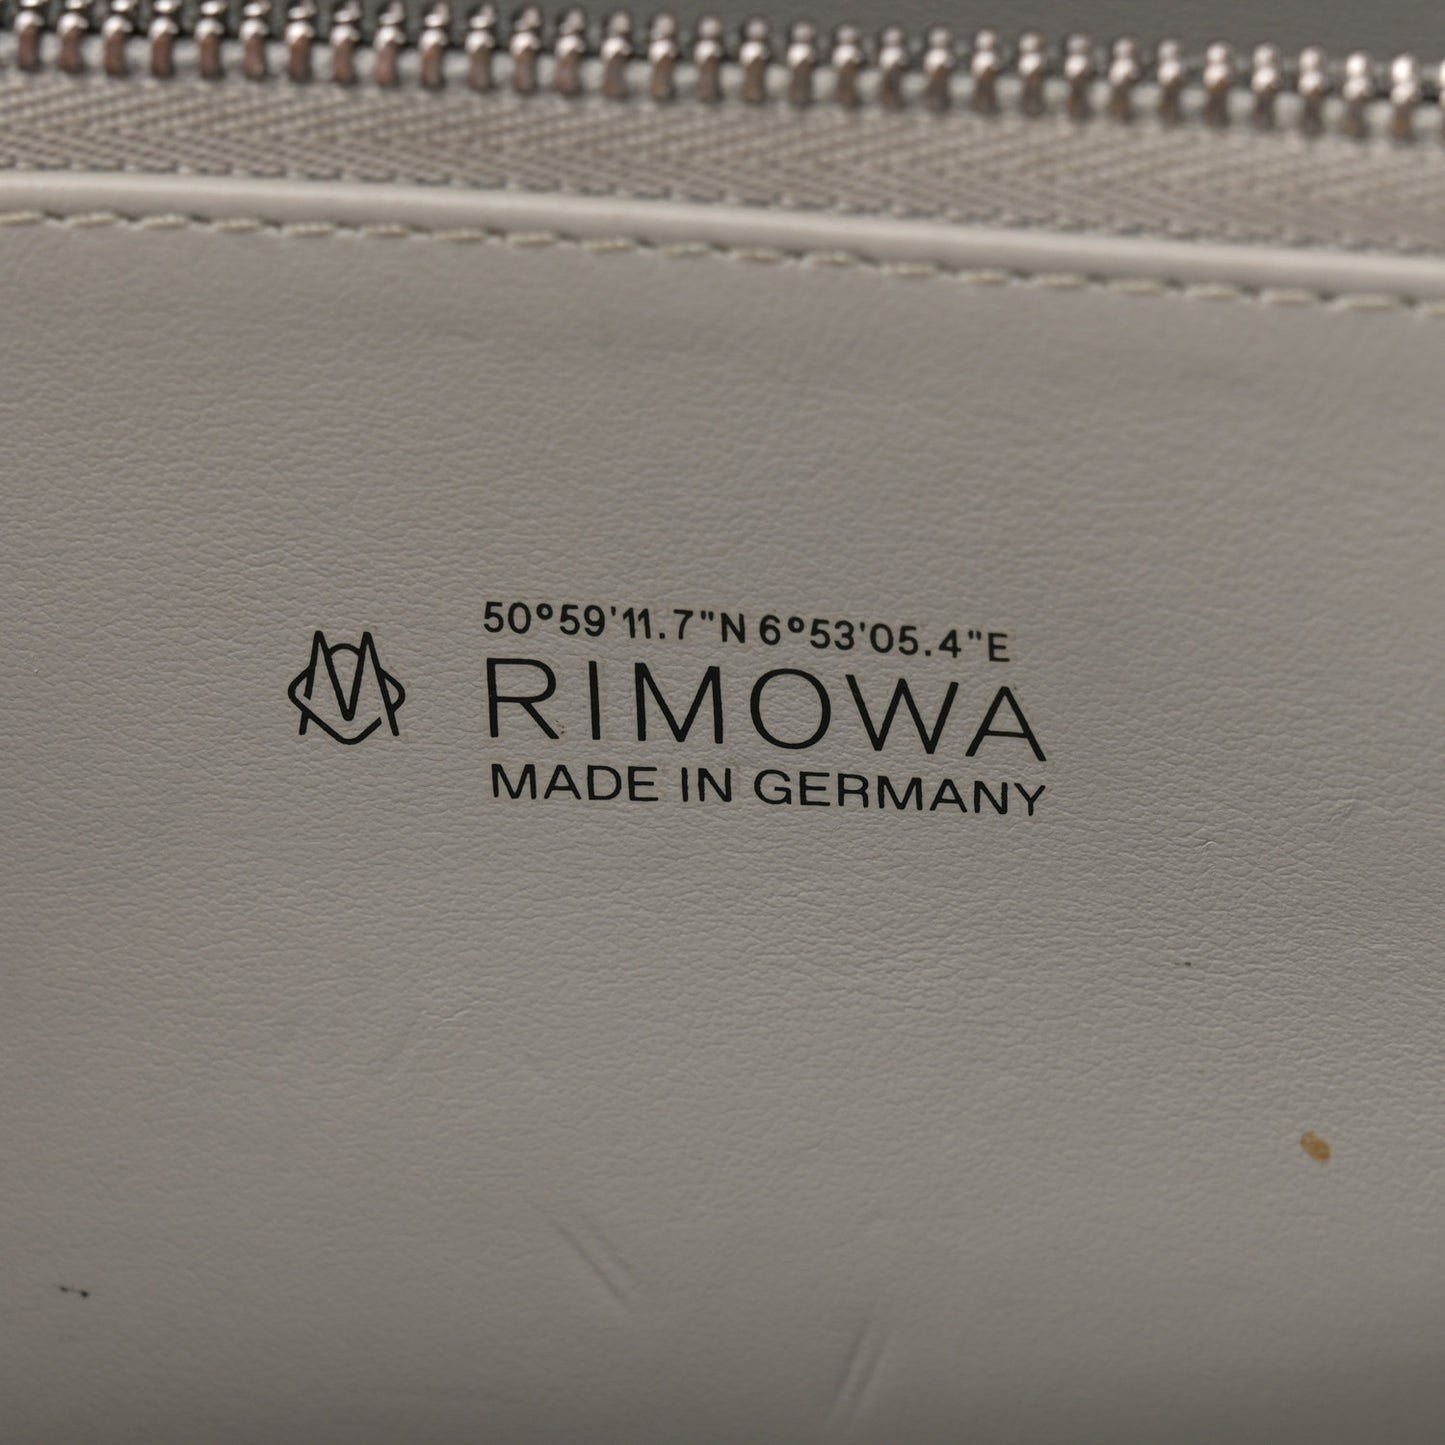 50°59'11.7"N 6°53'05.4"E
RIMOWA
MADE IN GERMANY